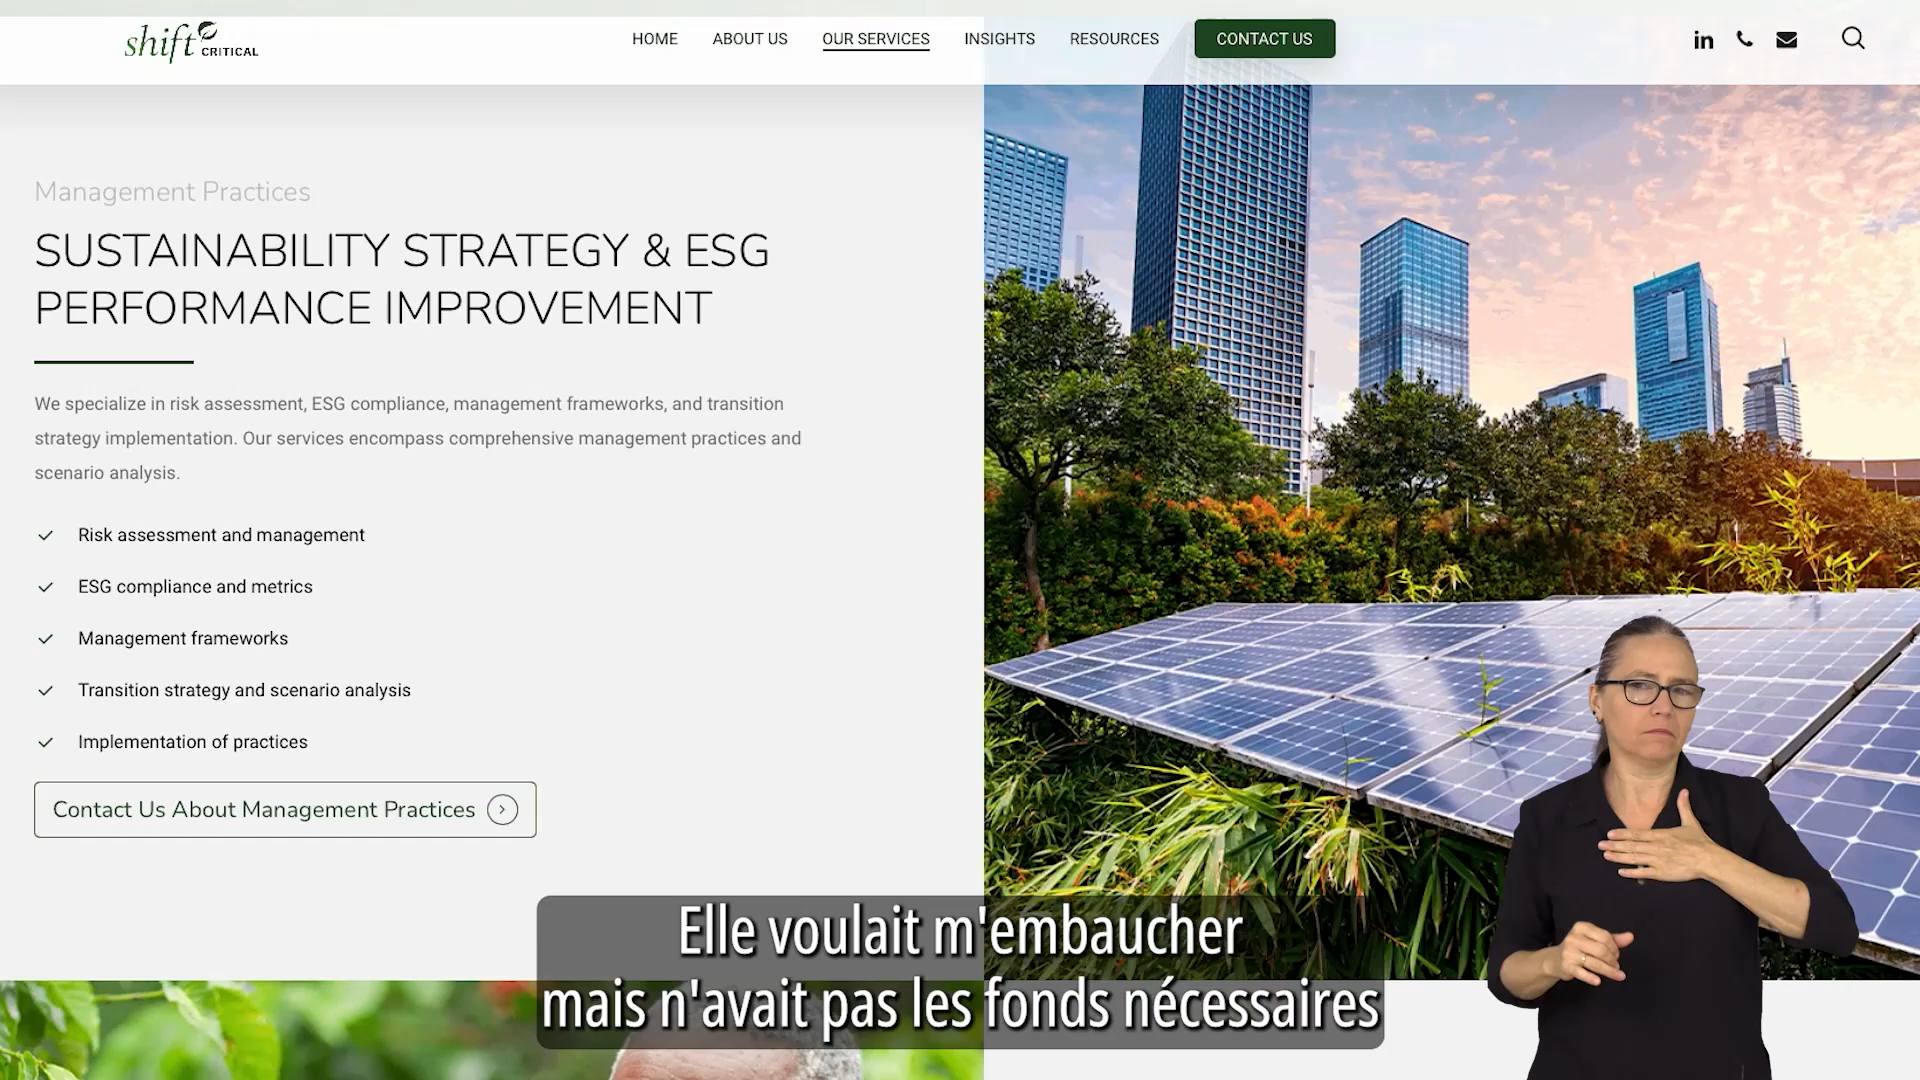 shift CRITICAL
HOME ABOUT US OUR SERVICES INSIGHTS RESOURCES CONTACT US
Management Practices
SUSTAINABILITY STRATEGY & ESG
PERFORMANCE IMPROVEMENT
We specialize in risk assessment, ESG compliance, management frameworks, and transition
strategy implementation. Our services encompass comprehensive management practices and
scenario analysis.
Risk assessment and management
ESG compliance and metrics
Management frameworks
Transition strategy and scenario analysis
Implementation of practices
Contact Us About Management Practices
Elle voulait m'embaucher
mais n'avait pas les fonds nécessaires